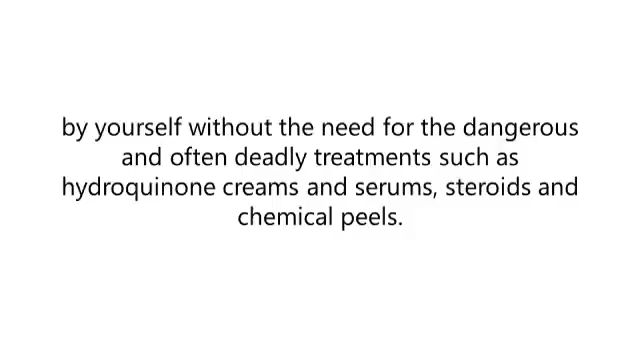 by yourself without the need for the dangerous
and often deadly treatments such as
hydroquinone creams and serums, steroids and
chemical peels.